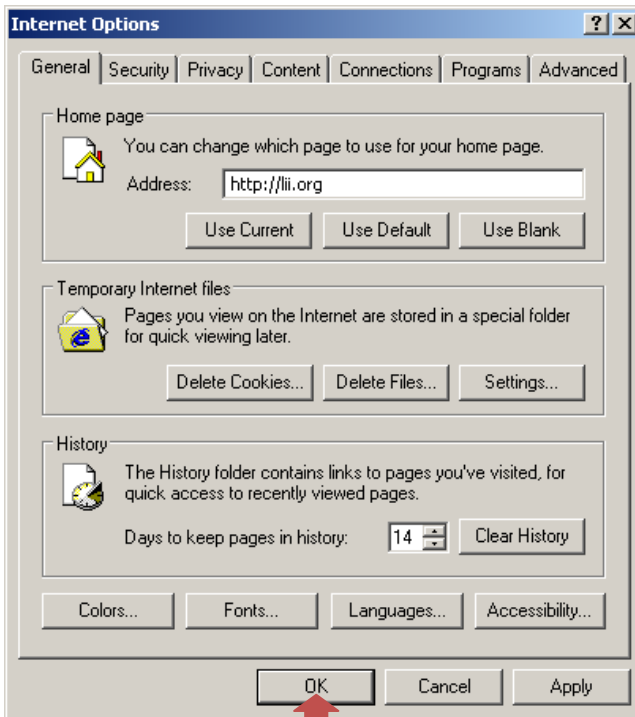 Internet Options
General Security Privacy Content Connections Programs Advanced
Home page
You can change which page to use for your home page.
Address: http://lii.org
Use Current Use Default Use Blank
Temporary Internet files
Pages you view on the Internet are stored in a special folder
for quick viewing later.
Delete Cookies... Delete Files... Settings...
History
The History folder contains links to pages you've visited, for
quick access to recently viewed pages.
Days to keep pages in history: 14 Clear History
Colors... Fonts... Languages... Accessibility...
OK Cancel Apply